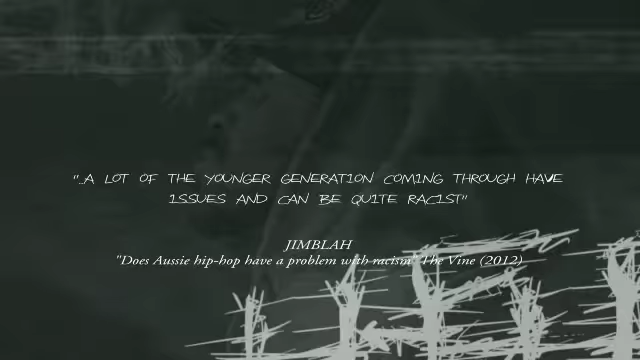 "..A LOT OF THE YOUNGER GENERATION COMING THROUGH HAVE
ISSUES AND CAN BE QUITE RACIST"
JIMBLAH
"Does Aussie hip-hop have a problem with racism" The Vine (2012)